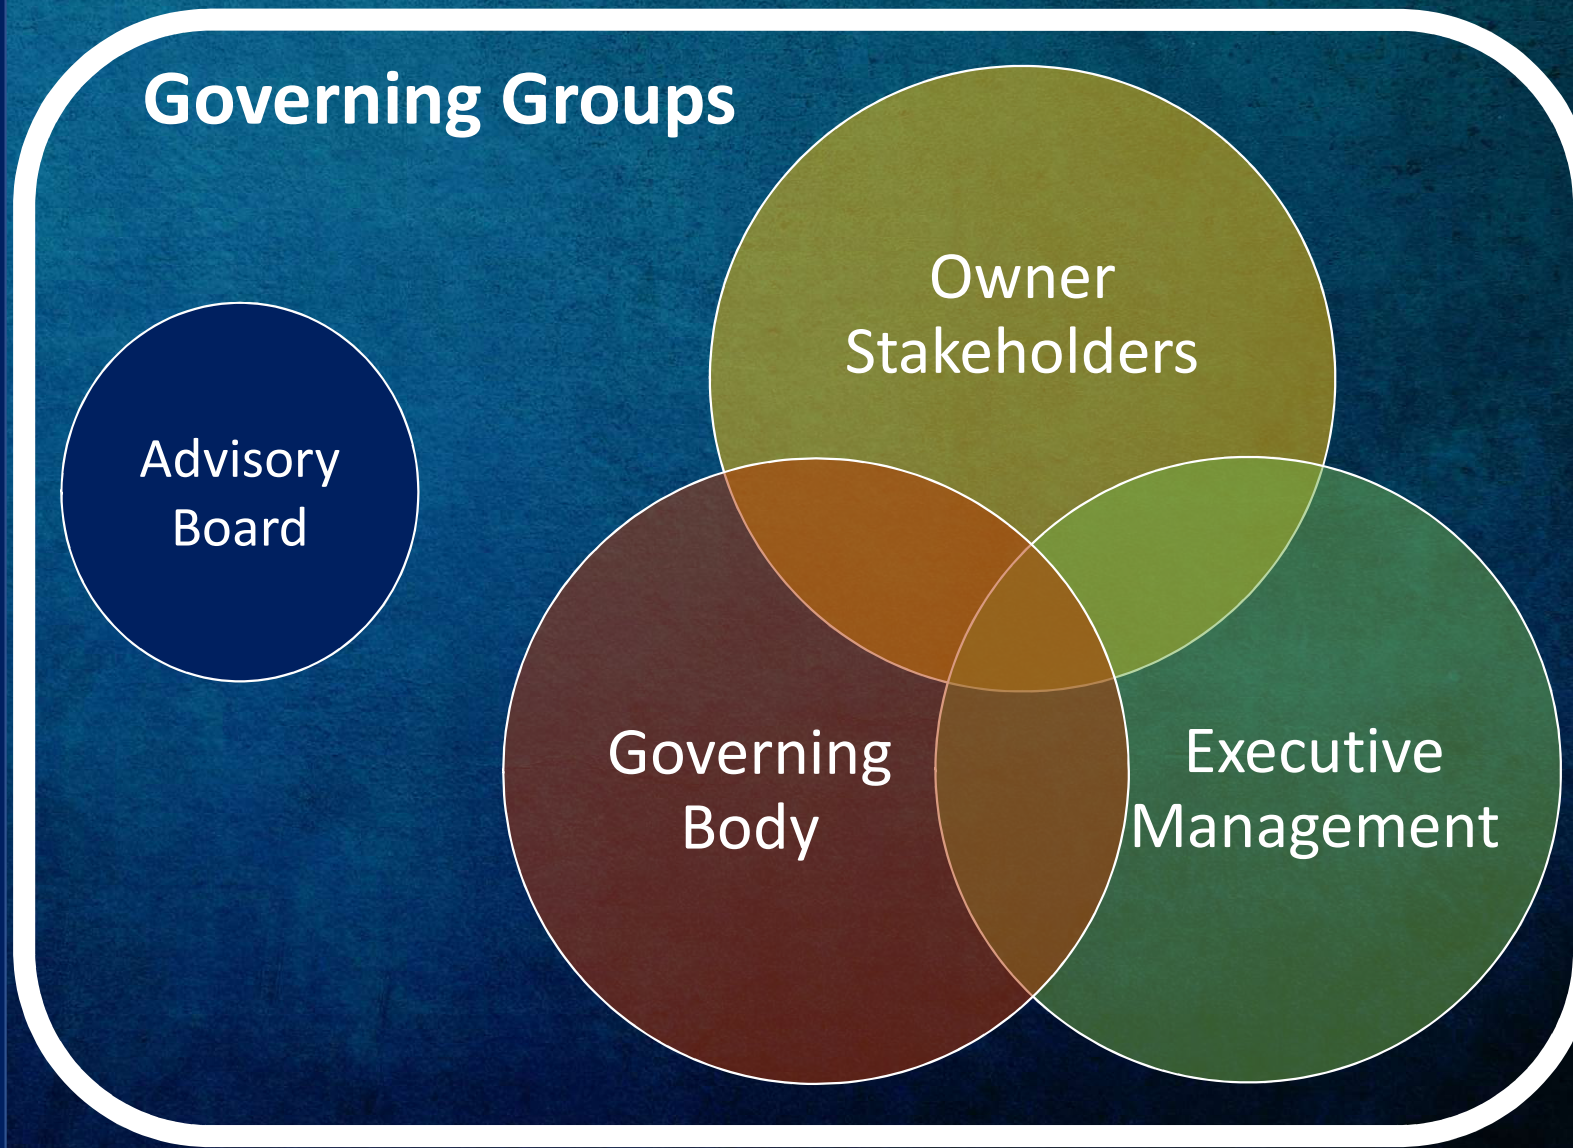 Governing Groups
Owner
Stakeholders
Advisory
Board
Governing
Body
Executive
Management